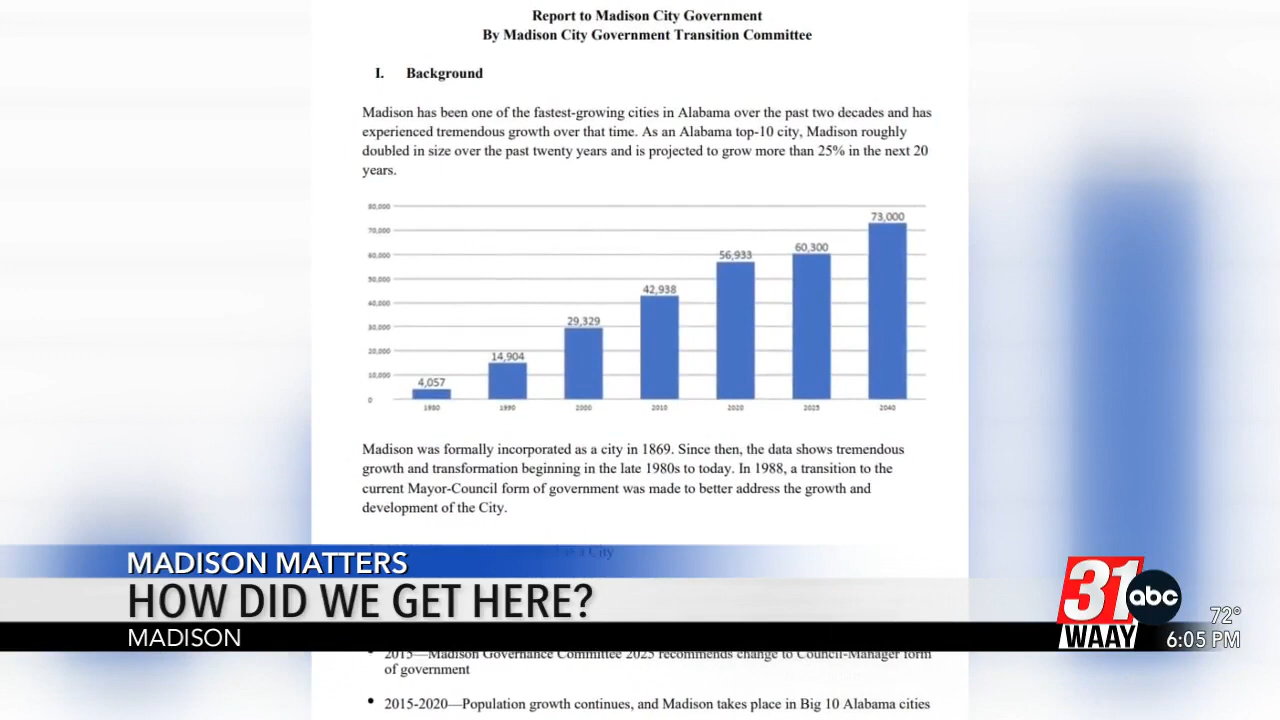 Report to Madison City Government
By Madison City Government Transition Committee
I. Background
Madison has been one of the fastest-growing cities in Alabama over the past two decades and has
experienced tremendous growth over that time. As an Alabama top-10 city, Madison roughly
doubled in size over the past twenty years and is projected to grow more than 25% in the next 20
years.
80,000
70,000
60,000
50,000
40,000
30,000
20,000
10,000
0
4,057
14,904
29,329
42,938
56,933
60,300
73,000
1980
1990
2000
2010
2020
2023
2040
Madison was formally incorporated as a city in 1869. Since then, the data shows tremendous
growth and transformation beginning in the late 1980s to today. In 1988, a transition to the
current Mayor-Council form of government was made to better address the growth and
development of the City.
as a City
MADISON MATTERS
HOW DID WE GET HERE?
MADISON
31
abc
WAAY
72°
6:05 PM
• 2015—Madison Governance Committee 2025 recommends change to Council-Manager form
of government
• 2015-2020—Population growth continues, and Madison takes place in Big 10 Alabama cities